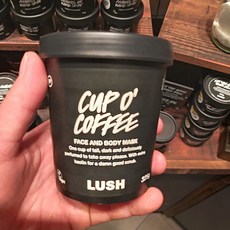 CUP O'
COFFEE
FACE AND BODY MASK
One cup of tall, dark and deliciously
perfumed to take away please. With extra
for a damn good scrub.
LUSH